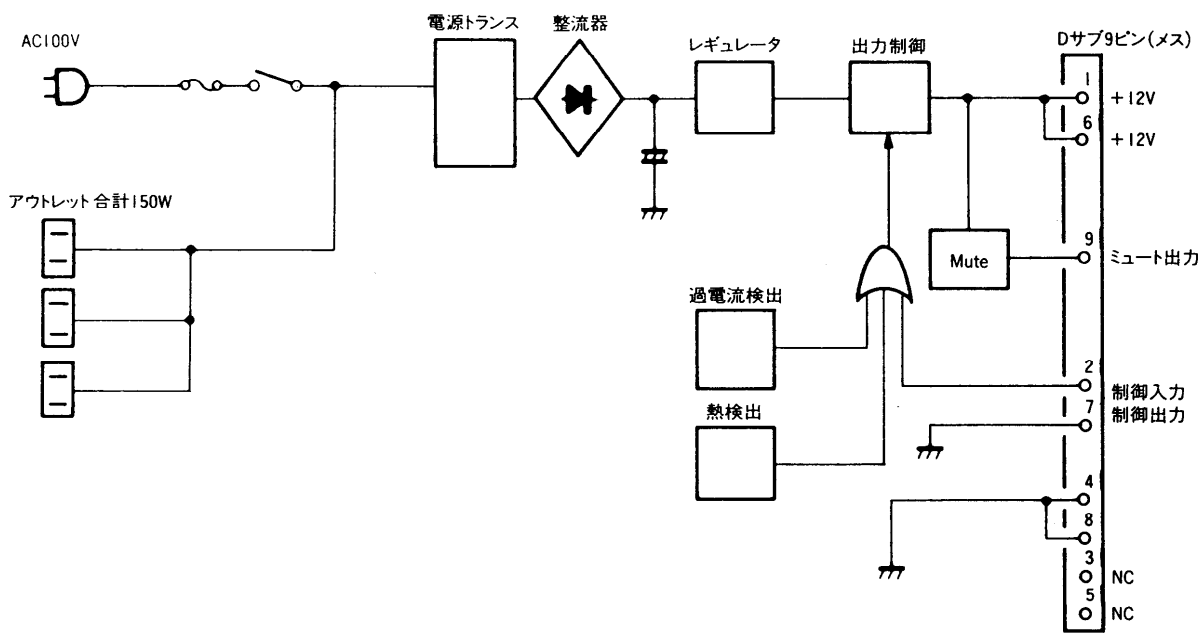 電源トランス
整流器
AC100V
レギュレータ
出力制御
Dサブ9ピン(メス)
1
+12V
6
+12V
アウトレット合計150W
9
Mute
ミュート出力
過電流検出
2
制御入力
7
制御出力
熱検出
4
8
3
NC
5
NC